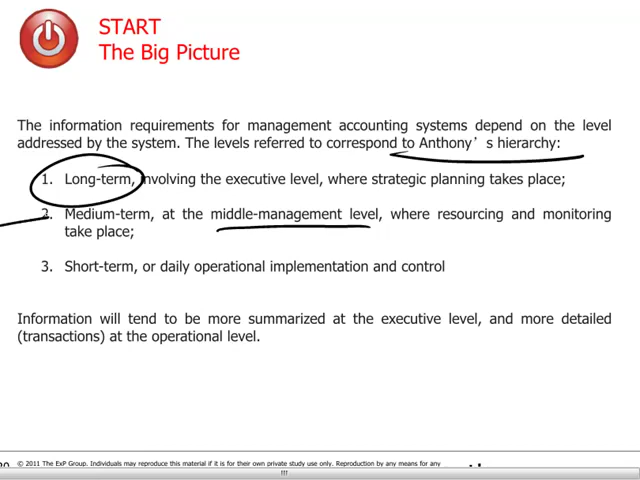 START
The Big Picture
The information requirements for management accounting systems depend on the level
addressed by the system. The levels referred to correspond to Anthony's hierarchy:
1. Long-term, involving the executive level, where strategic planning takes place;
2. Medium-term, at the middle-management level, where resourcing and monitoring
take place;
3. Short-term, or daily operational implementation and control
Information will tend to be more summarized at the executive level, and more detailed
(transactions) at the operational level.
© 2011 The ExP Group. Individuals may reproduce this material if it is for their own private study use only. Reproduction by any means for any